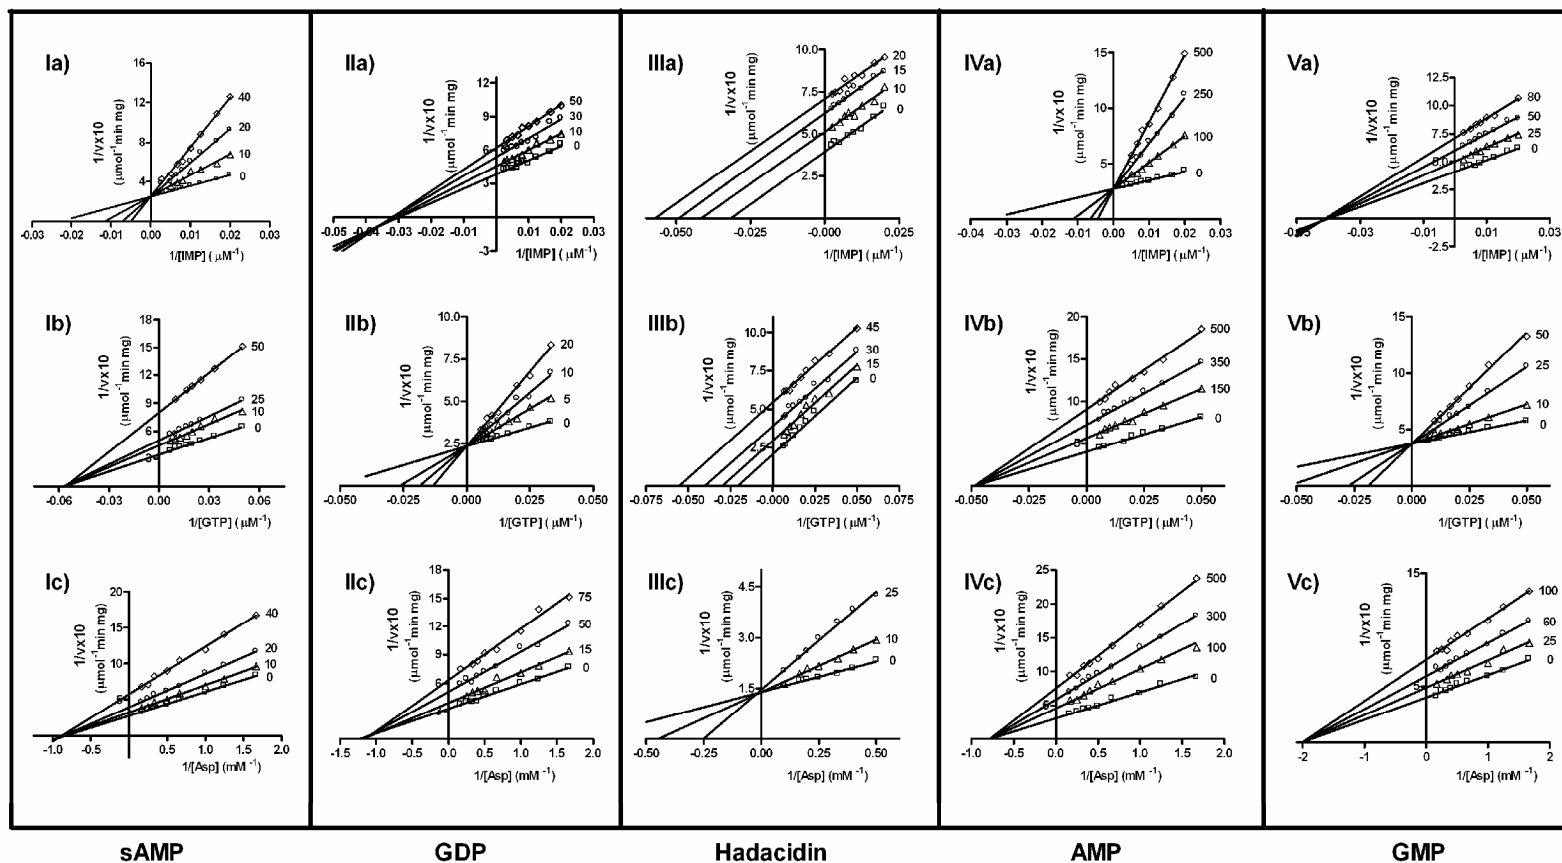 Ia)
1/vx10
(µmol⁻¹min mg)
16
12
8
4
40
20
10
0
-0.03 -0.02 -0.01 0.00 0.01 0.02 0.03
1/[IMP] ( µM⁻¹)
IIa)
1/vx10
(µmol⁻¹min mg)
12
9
6
3
-3
50
30
10
0
-0.05 -0.04 -0.03 -0.02 -0.01 0.01 0.02 0.03
1/[IMP] ( µM⁻¹)
IIIa)
1/vx10
(µmol⁻¹min mg)
10.0
7.5
5.0
2.5
20
15
10
0
-0.075 -0.050 -0.025 0.000 0.025
1/[IMP] ( µM⁻¹)
IVa)
1/vx10
(µmol⁻¹min mg)
15
10
5
500
250
100
0
-0.04 -0.03 -0.02 -0.01 0.00 0.01 0.02 0.03
1/[IMP] ( µM⁻¹)
Va)
1/vx10
(µmol⁻¹min mg)
12.5
10.0
7.5
5.0
2.5
-2.5
80
50
25
0
-0.05 -0.03 -0.01 0.01 0.03
1/[IMP] ( µM⁻¹)
Ib)
1/vx10
(µmol⁻¹min mg)
18
15
12
9
6
3
50
25
10
0
-0.06 -0.03 0.00 0.03 0.06
1/[GTP] ( µM⁻¹)
IIb)
1/vx10
(µmol⁻¹min mg)
10.0
7.5
5.0
2.5
20
10
5
0
-0.050 -0.025 0.000 0.025 0.050
1/[GTP] ( µM⁻¹)
IIIb)
1/vx10
(µmol⁻¹min mg)
10.0
7.5
5.0
2.5
45
30
15
0
-0.075 -0.050 -0.025 0.000 0.025 0.050 0.075
1/[GTP] ( µM⁻¹)
IVb)
1/vx10
(µmol⁻¹min mg)
20
15
10
5
500
350
150
0
-0.050 -0.025 0.000 0.025 0.050
1/[GTP] ( µM⁻¹)
Vb)
1/vx10
(µmol⁻¹min mg)
15
10
5
50
25
10
0
-0.050 -0.025 0.000 0.025 0.050
1/[GTP] ( µM⁻¹)
Ic)
1/vx10
(µmol⁻¹min mg)
20
15
10
5
40
20
10
0
-1.0 -0.5 0.5 1.0 1.5 2.0
1/[Asp] (mM⁻¹)
IIc)
1/vx10
(µmol⁻¹min mg)
18
15
12
9
6
3
75
50
15
0
-1.5 -1.0 -0.5 0.0 0.5 1.0 1.5 2.0
1/[Asp] (mM⁻¹)
IIIc)
1/vx10
(µmol⁻¹min mg)
4.5
3.0
1.5
25
10
0
-0.50 -0.25 0.00 0.25 0.50
1/[Asp] (mM⁻¹)
IVc)
1/vx10
(µmol⁻¹min mg)
25
20
15
10
5
500
300
100
0
-1.0 -0.5 0.0 0.5 1.0 1.5 2.0
1/[Asp] (mM⁻¹)
Vc)
1/vx10
(µmol⁻¹min mg)
15
5
100
60
25
0
-2 -1 0 1 2
1/[Asp] (mM⁻¹)
sAMP GDP Hadacidin AMP GMP